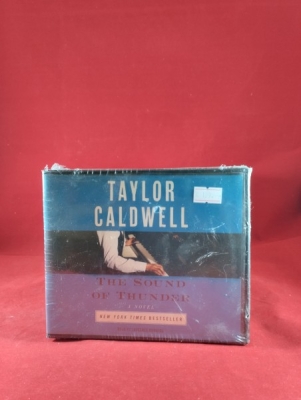 TAYLOR
CALDWELL
THE SOUND
OF THUNDER
A NOVEL
NEW YORK TIMES BESTSELLER